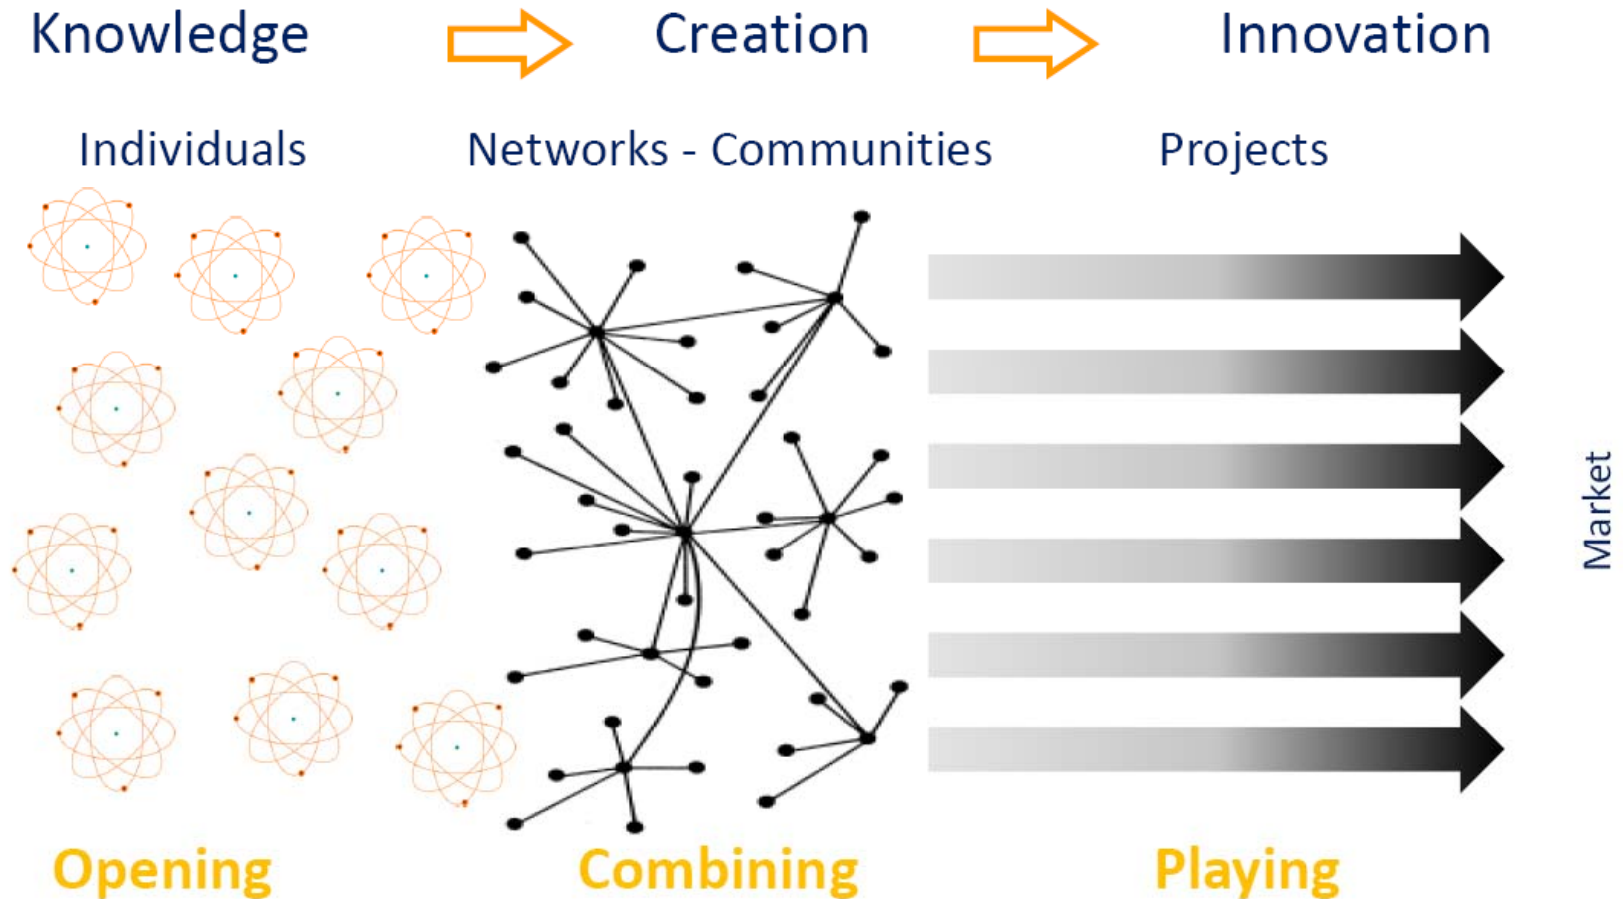 Knowledge Creation Innovation
Individuals Networks - Communities Projects
Market
Opening Combining Playing